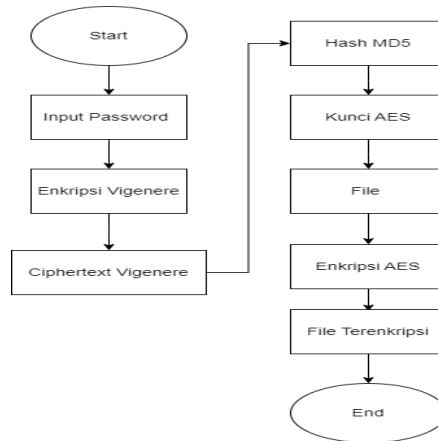 Start
Input Password
Enkripsi Vigenere
Ciphertext Vigenere
Hash MD5
Kunci AES
File
Enkripsi AES
File Terenkripsi
End